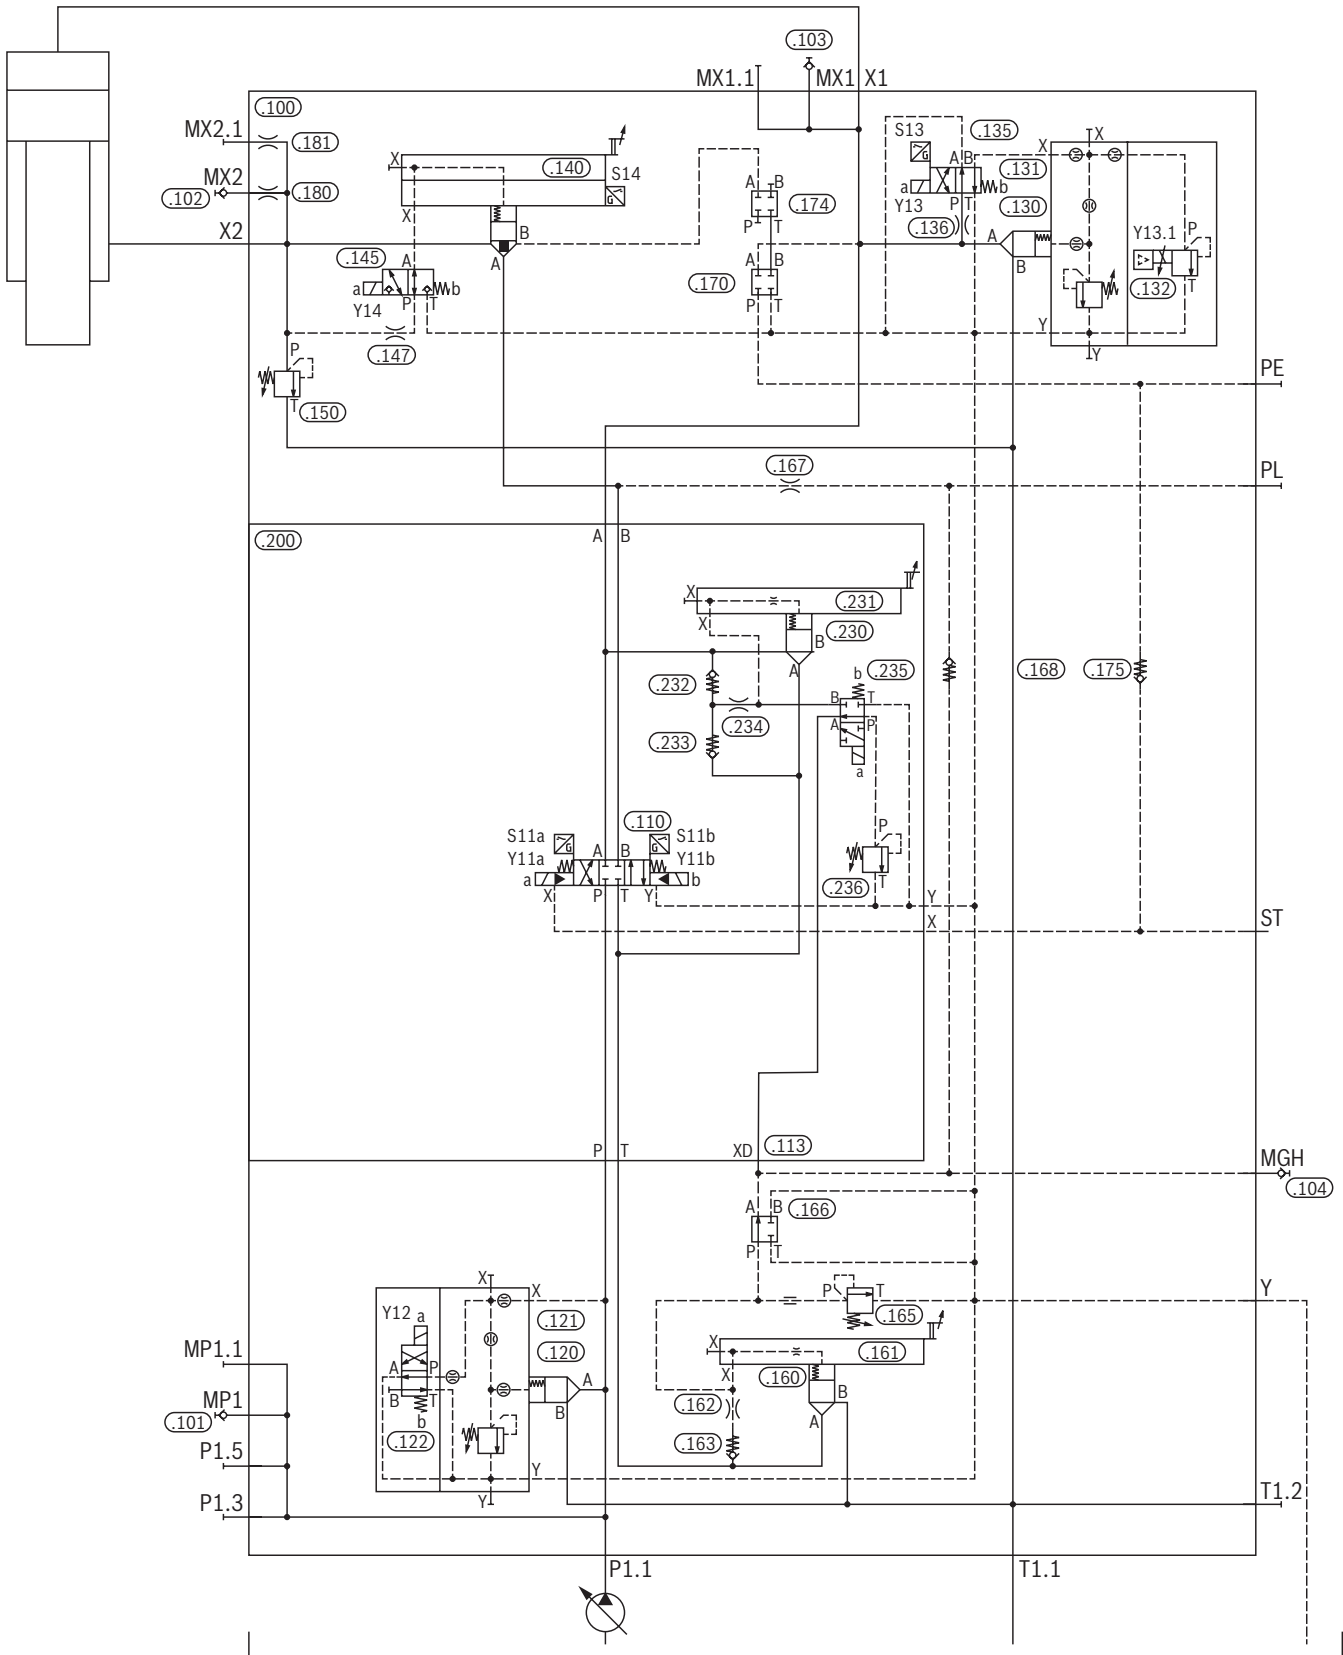 .103
MX1.1
MX1
X1
.100
MX2.1
.181
X
.140
S14
S13
.135
A
B
X
X
.131
a
b
Y13
P
T
.130
.136
Y13.1
P
.132
T
MX2
.102
.180
X
A
B
.174
P
T
X2
B
A
A
B
.145
A
a
P
T
b
Y14
.147
.170
A
B
P
T
Y
Y
P
T
.150
PE
.167
PL
.200
A
B
X
.231
X
.230
B
A
.232
b
.235
B
T
.234
A
P
.233
a
.168
.175
S11a
.110
S11b
Y11a
A
B
Y11b
a
b
X
P
T
Y
P
T
.236
Y
X
ST
P
T
XD
.113
MGH
.104
A
B
.166
P
T
X
X
Y12
a
.121
.120
P
T
.165
Y
X
.161
X
.160
B
A
MP1.1
A
P
B
T
b
.122
A
B
.162
.163
MP1
.101
P1.5
Y
Y
P1.3
T1.2
P1.1
T1.1